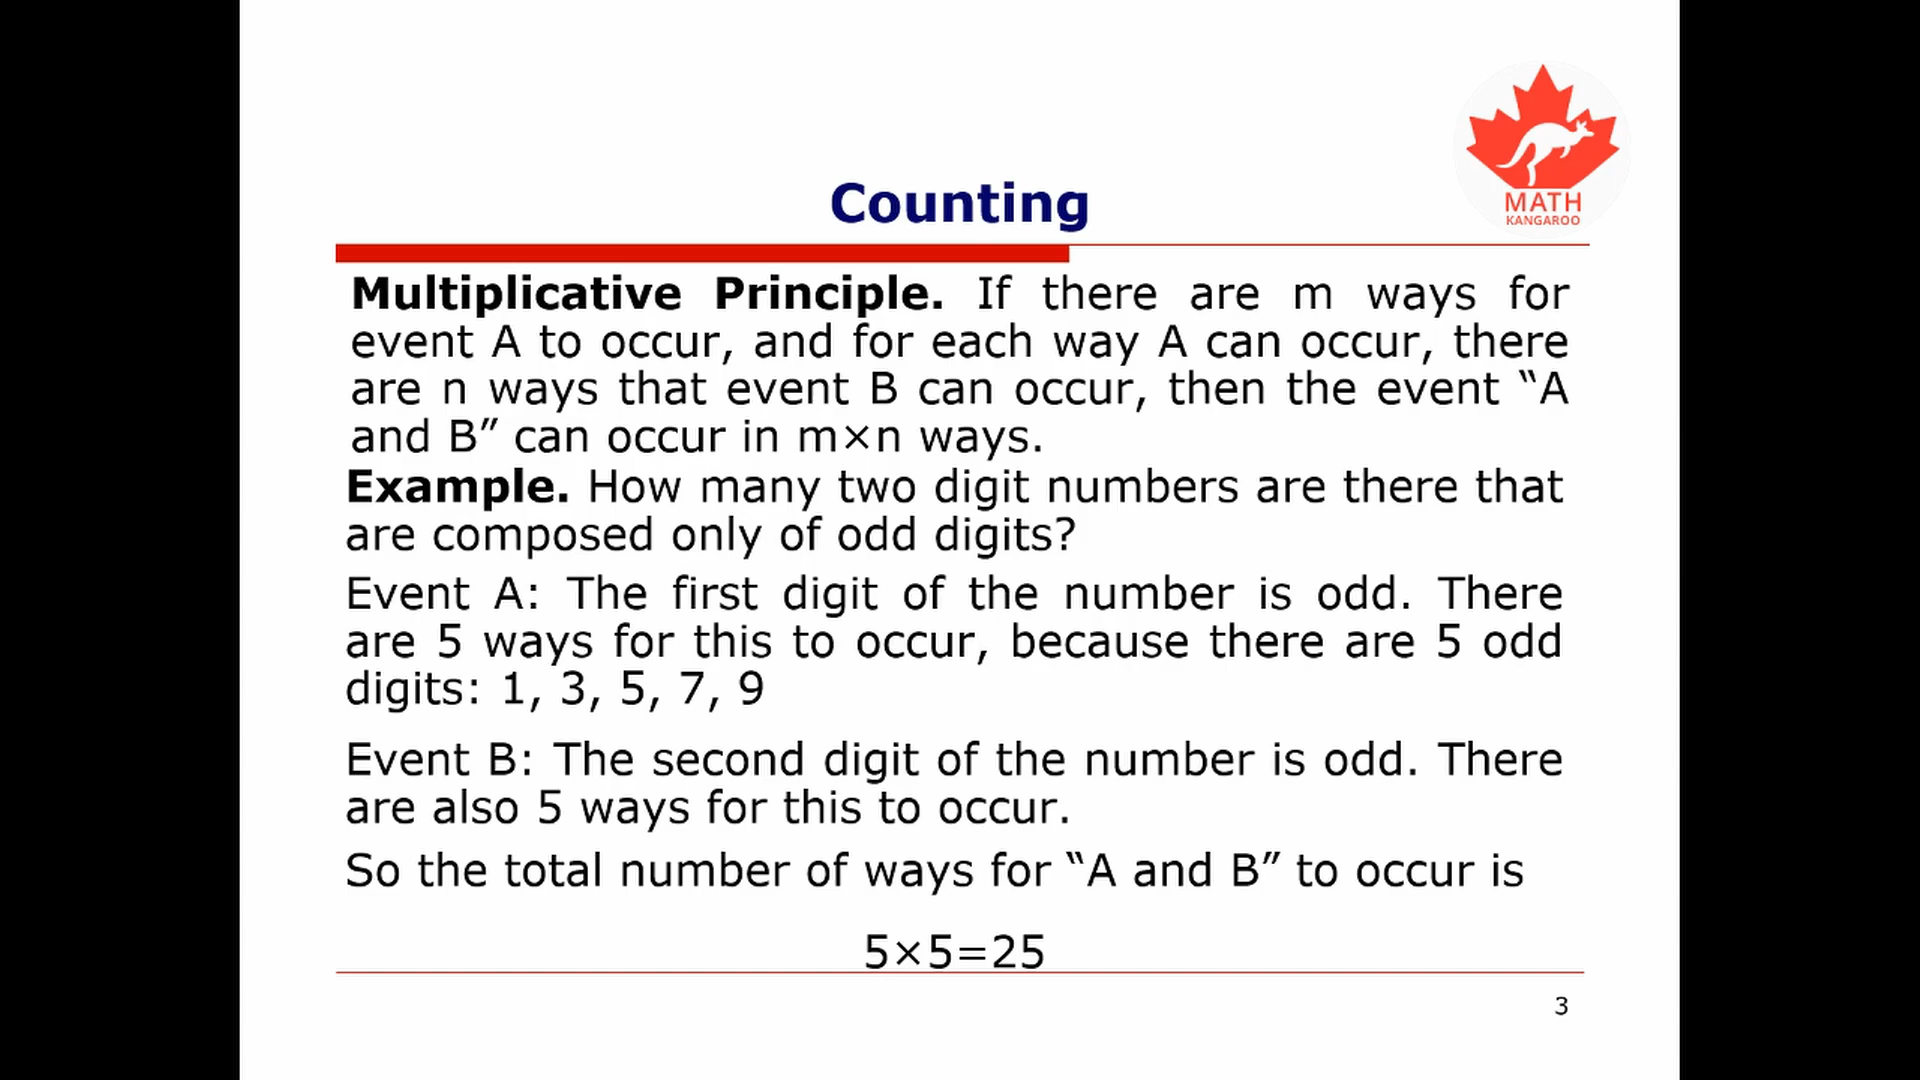 MATH
KANGAROO
Counting
Multiplicative Principle. If there are m ways for
event A to occur, and for each way A can occur, there
are n ways that event B can occur, then the event “A
and B” can occur in m×n ways.
Example. How many two digit numbers are there that
are composed only of odd digits?
Event A: The first digit of the number is odd. There
are 5 ways for this to occur, because there are 5 odd
digits: 1, 3, 5, 7, 9
Event B: The second digit of the number is odd. There
are also 5 ways for this to occur.
So the total number of ways for “A and B” to occur is
5×5=25
3